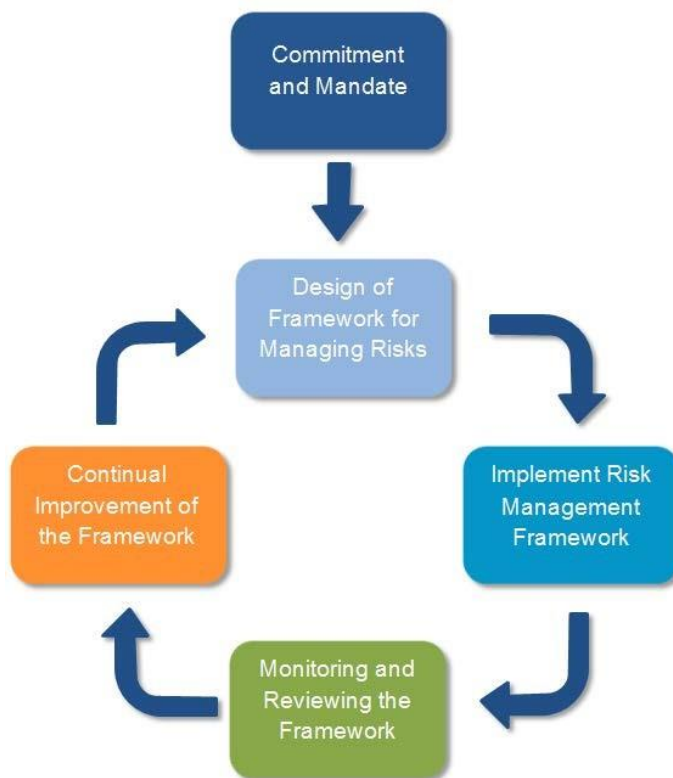 Commitment
and Mandate
Design of
Framework for
Managing Risks
Continual
Improvement of
the Framework
Implement Risk
Management
Framework
Monitoring and
Reviewing the
Framework